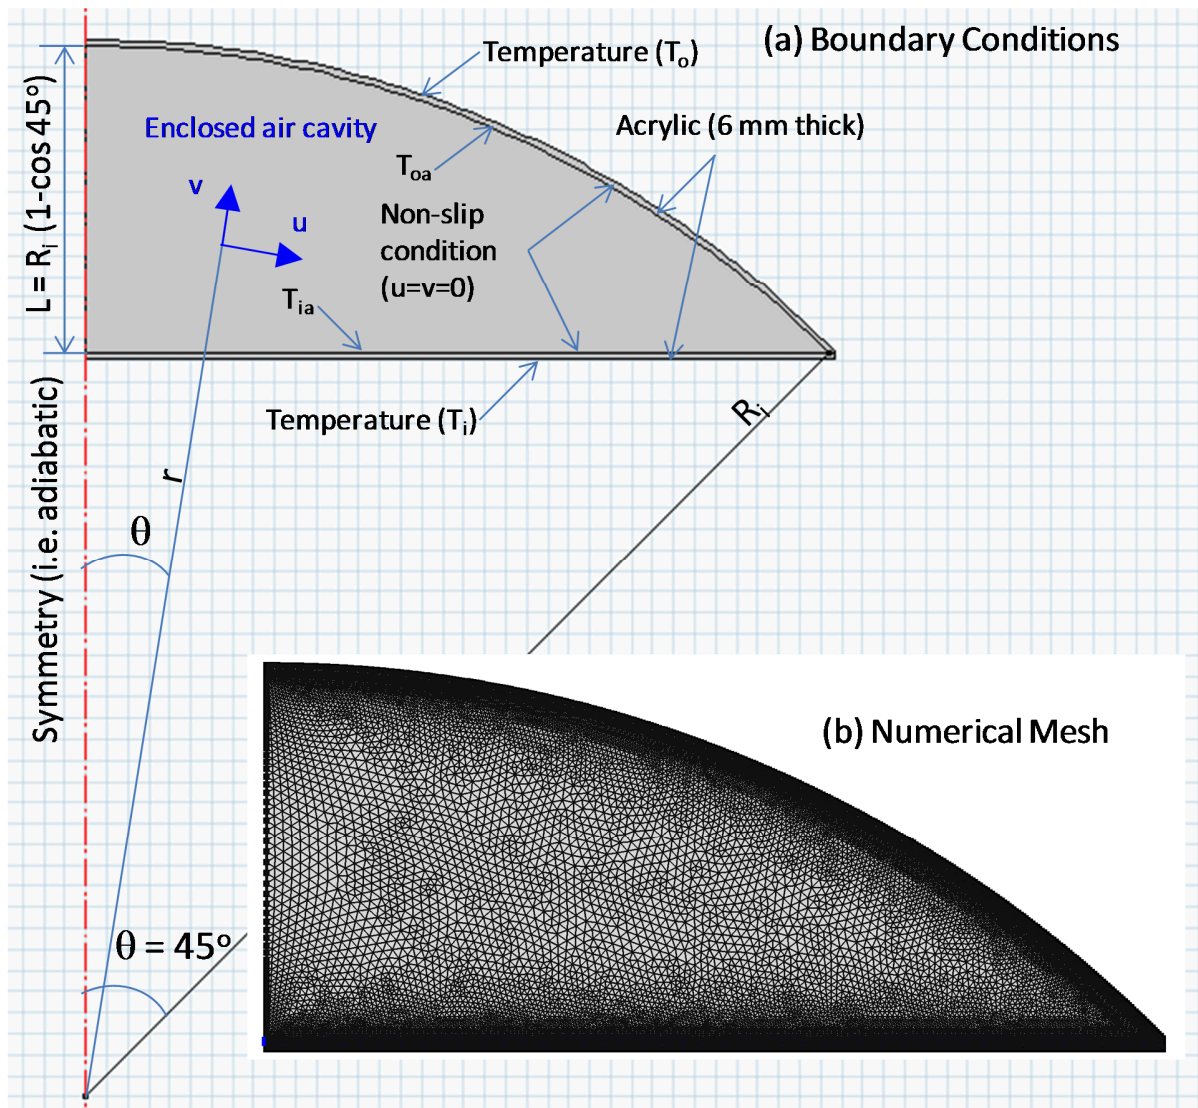 (a) Boundary Conditions
Temperature (Tₒ)
Enclosed air cavity
Acrylic (6 mm thick)
Tₒₐ
v
u
Non-slip
condition
(u=v=0)
Tᵢₐ
L = Rᵢ (1-cos 45°)
Temperature (Tᵢ)
Rᵢ
r
θ
Symmetry (i.e. adiabatic)
(b) Numerical Mesh
θ = 45°